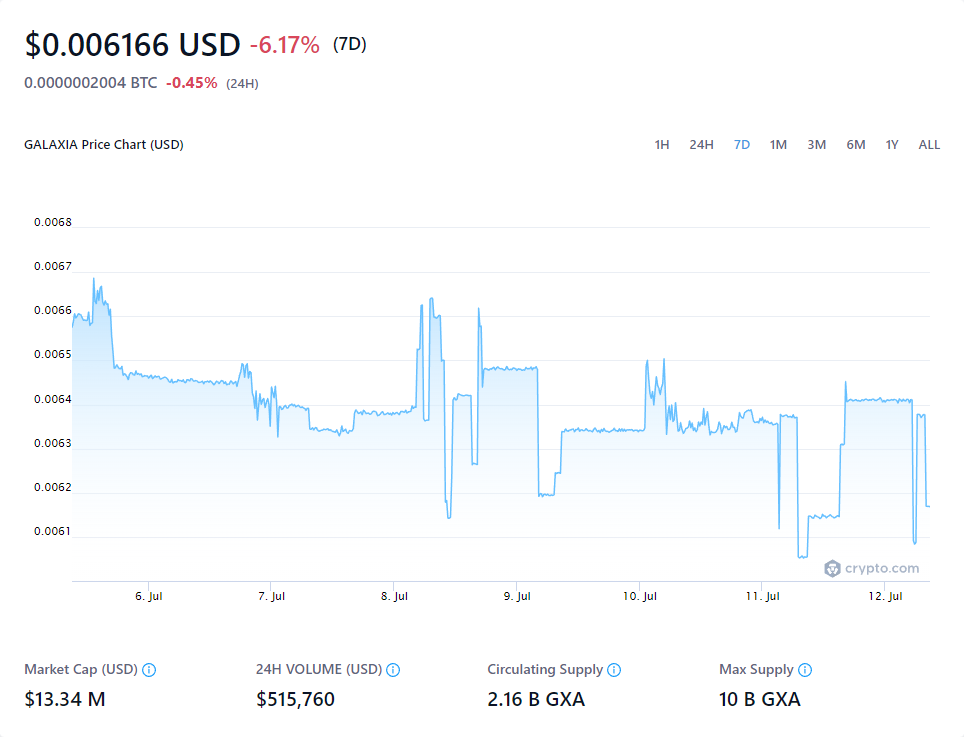 $0.006166 USD -6.17% (7D)
0.0000002004 BTC -0.45% (24H)
GALAXIA Price Chart (USD) 1H 24H 7D 1M 3M 6M 1Y ALL
0.0068
0.0067
0.0066
0.0055
0.0064
0.0063
0.0062
0.0061
crypto.com
6. Jul 7. Jul 8. Jul 9. Jul 10. Jul 11. Jul 12. Jul
Market Cap (USD) 24H VOLUME (USD) Circulating Supply Max Supply
$13.34 M $515,760 2.16 B GXA 10 B GXA